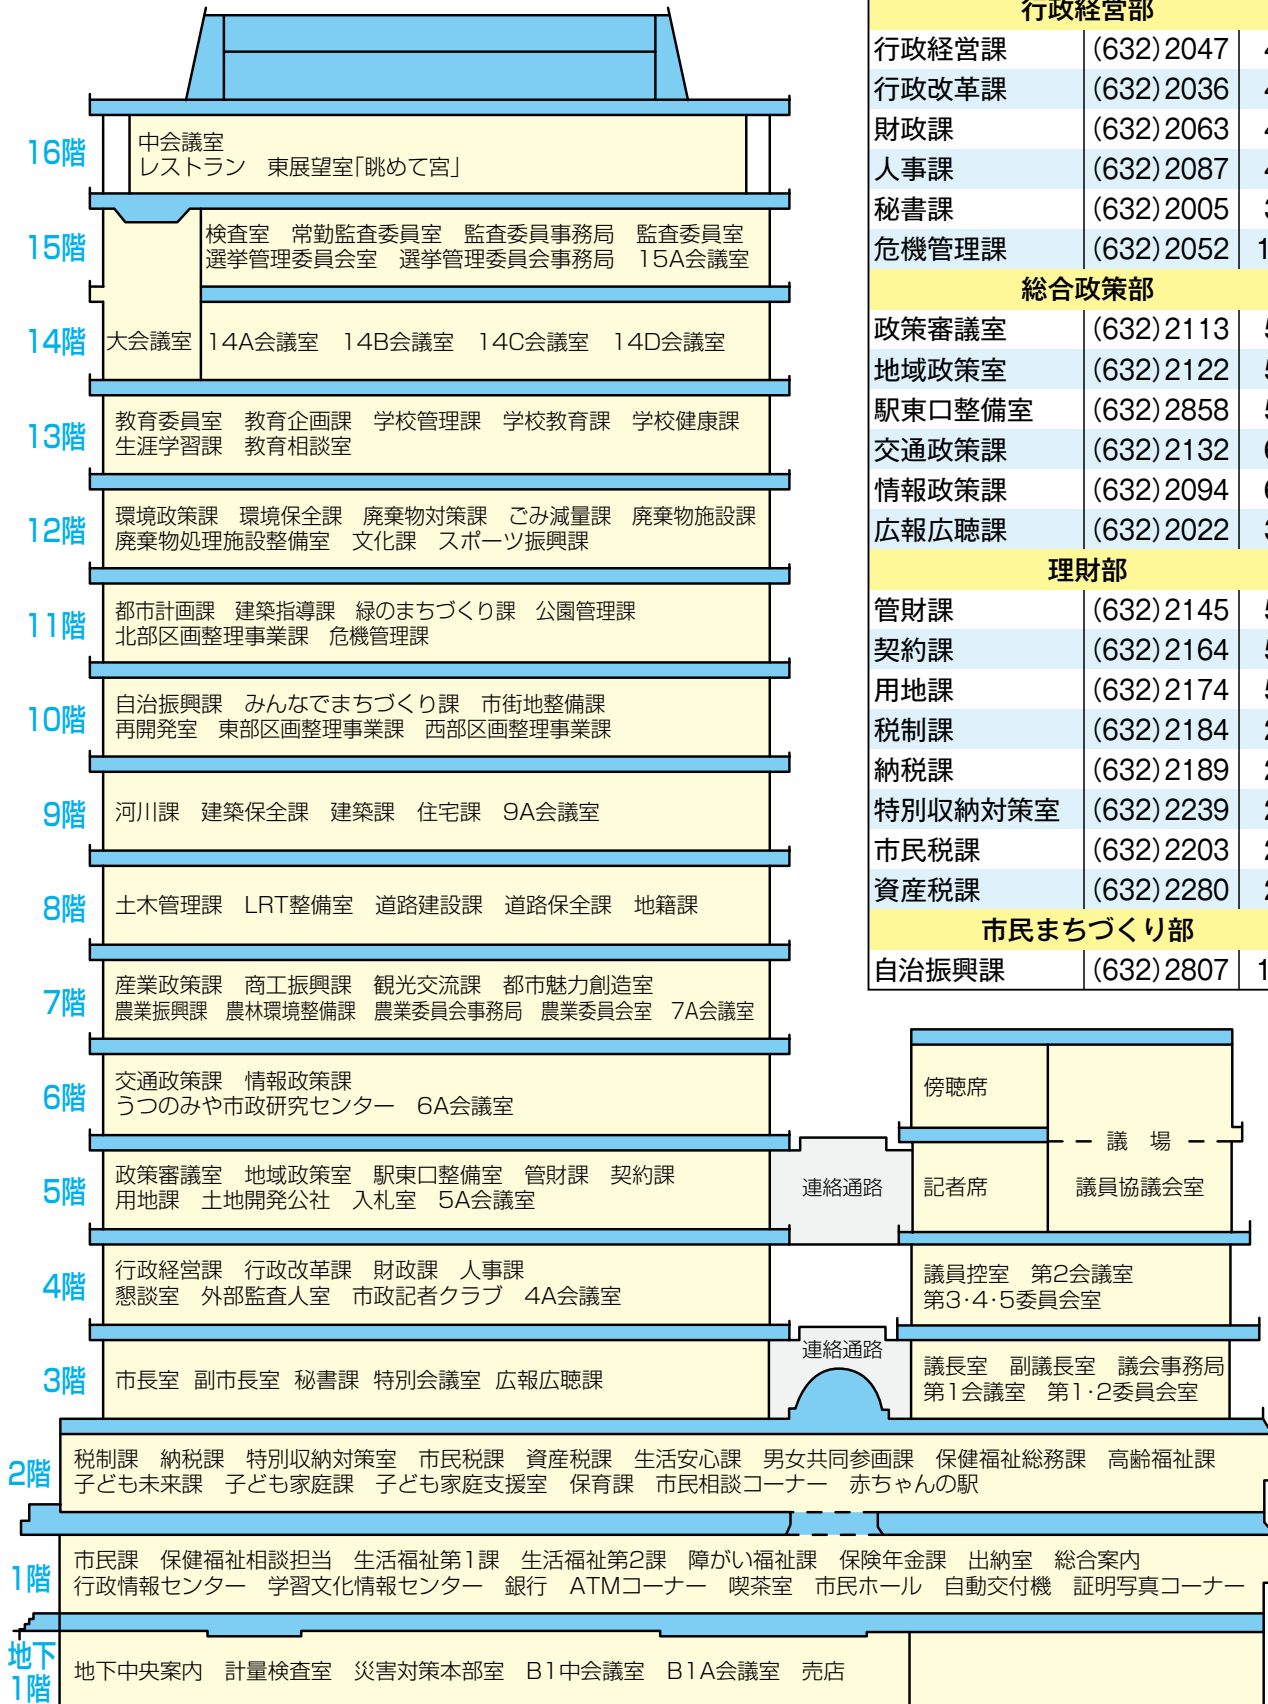 16階
中会議室
レストラン 東展望室「眺めて宮」
15階
検査室 常勤監査委員室 監査委員事務局 監査委員室
選挙管理委員会室 選挙管理委員会事務局 15A会議室
14階
大会議室 14A会議室 14B会議室 14C会議室 14D会議室
13階
教育委員室 教育企画課 学校管理課 学校教育課 学校健康課
生涯学習課 教育相談室
12階
環境政策課 環境保全課 廃棄物対策課 ごみ減量課 廃棄物施設課
廃棄物処理施設整備室 文化課 スポーツ振興課
11階
都市計画課 建築指導課 緑のまちづくり課 公園管理課
北部区画整理事業課 危機管理課
10階
自治振興課 みんなでまちづくり課 市街地整備課
再開発室 東部区画整理事業課 西部区画整理事業課
9階
河川課 建築保全課 建築課 住宅課 9A会議室
8階
土木管理課 LRT整備室 道路建設課 道路保全課 地籍課
7階
産業政策課 商工振興課 観光交流課 都市魅力創造室
農業振興課 農林環境整備課 農業委員会事務局 農業委員会室 7A会議室
6階
交通政策課 情報政策課
うつのみや市政研究センター 6A会議室
5階
政策審議室 地域政策室 駅東口整備室 管財課 契約課
用地課 土地開発公社 入札室 5A会議室
4階
行政経営課 行政改革課 財政課 人事課
懇談室 外部監査人室 市政記者クラブ 4A会議室
3階
市長室 副市長室 秘書課 特別会議室 広報広聴課
連絡通路
連絡通路
傍聴席
議 場
記者席
議員協議会室
議員控室 第2会議室
第3・4・5委員会室
議長室 副議長室 議会事務局
第1会議室 第1・2委員会室
2階
税制課 納税課 特別収納対策室 市民税課 資産税課 生活安心課 男女共同参画課 保健福祉総務課 高齢福祉課
子ども未来課 子ども家庭課 子ども家庭支援室 保育課 市民相談コーナー 赤ちゃんの駅
1階
市民課 保健福祉相談担当 生活福祉第1課 生活福祉第2課 障がい福祉課 保険年金課 出納室 総合案内
行政情報センター 学習文化情報センター 銀行 ATMコーナー 喫茶室 市民ホール 自動交付機 証明写真コーナー
地下
1階
地下中央案内 計量検査室 災害対策本部室 B1中会議室 B1A会議室 売店
行政経営部
行政経営課 (632)2047
行政改革課 (632)2036
財政課 (632)2063
人事課 (632)2087
秘書課 (632)2005
危機管理課 (632)2052
総合政策部
政策審議室 (632)2113
地域政策室 (632)2122
駅東口整備室 (632)2858
交通政策課 (632)2132
情報政策課 (632)2094
広報広聴課 (632)2022
理財部
管財課 (632)2145
契約課 (632)2164
用地課 (632)2174
税制課 (632)2184
納税課 (632)2189
特別収納対策室 (632)2239
市民税課 (632)2203
資産税課 (632)2280
市民まちづくり部
自治振興課 (632)2807